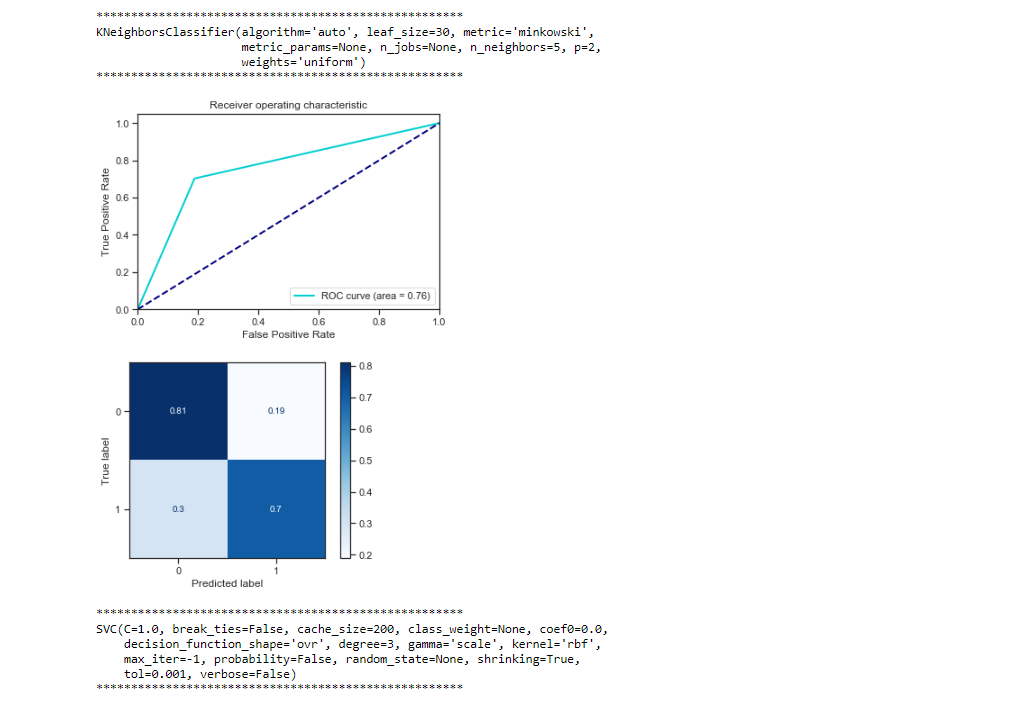 *****************************************************
KNeighborsClassifier(algorithm='auto', leaf_size=30, metric='minkowski',
metric_params=None, n_jobs=None, n_neighbors=5, p=2,
weights='uniform')
*****************************************************
Receiver operating characteristic
1.0
0.8
0.6
0.4
0.2
0.0
True Positive Rate
ROC curve (area = 0.76)
0.0 0.2 0.4 0.6 0.8 1.0
False Positive Rate
0.81 0.19
0.3 0.7
0
1
True label
0 1
Predicted label
0.8
0.7
0.6
0.5
0.4
0.3
0.2
*****************************************************
SVC(C=1.0, break_ties=False, cache_size=200, class_weight=None, coef0=0.0,
decision_function_shape='ovr', degree=3, gamma='scale', kernel='rbf',
max_iter=-1, probability=False, random_state=None, shrinking=True,
tol=0.001, verbose=False)
*****************************************************